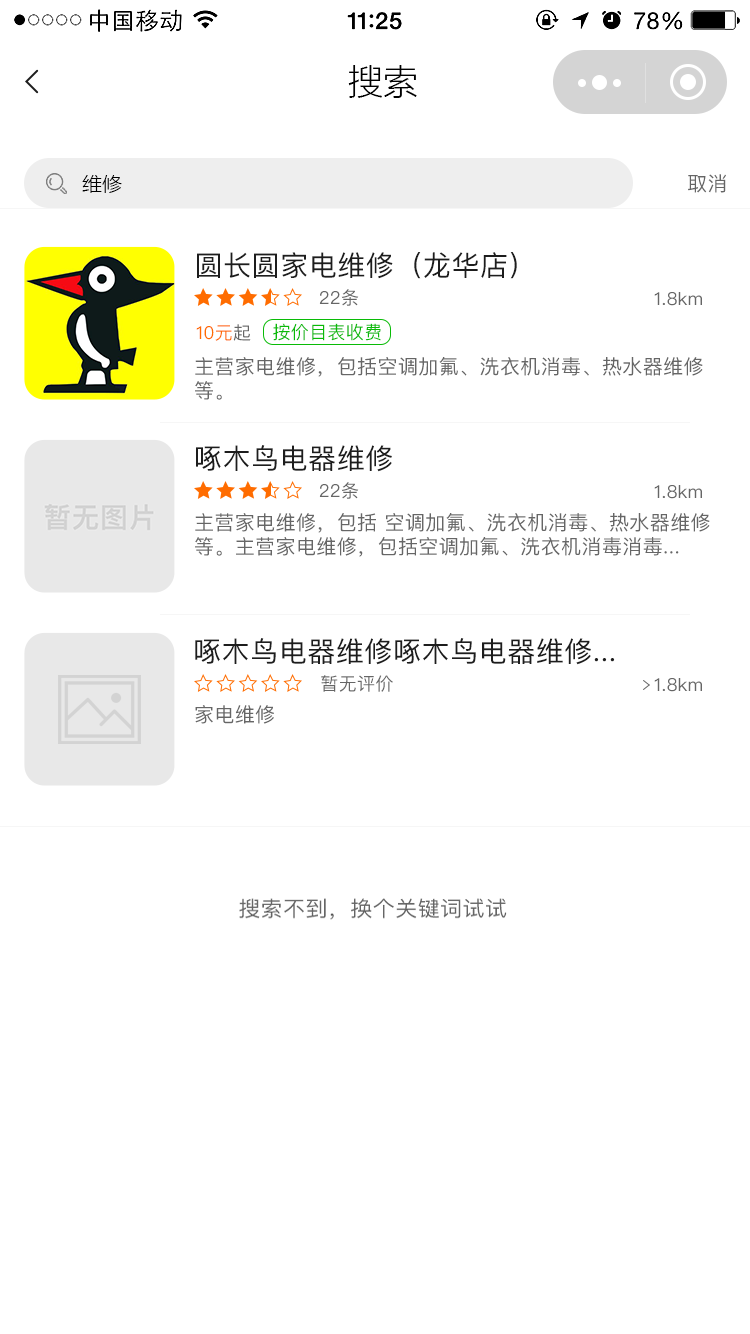 中国移动
11:25
78%
搜索
维修
取消
圆长圆家电维修（龙华店）
22条
1.8km
10元起
按价目表收费
主营家电维修，包括空调加氟、洗衣机消毒、热水器维修
等。
啄木鸟电器维修
22条
1.8km
主营家电维修，包括 空调加氟、洗衣机消毒、热水器维修
等。主营家电维修，包括空调加氟、洗衣机消毒消毒...
暂无图片
啄木鸟电器维修啄木鸟电器维修...
暂无评价
>1.8km
家电维修
搜索不到，换个关键词试试